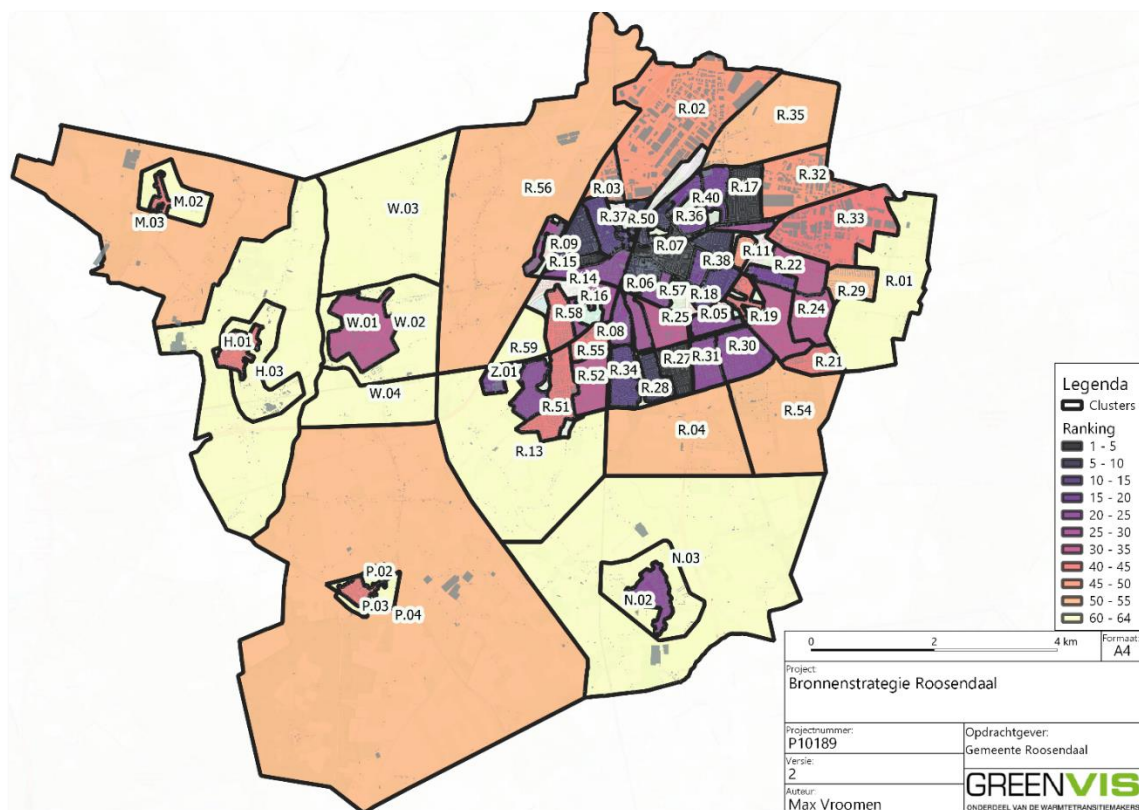 R.02
R.35
R.56
R.03
R.32
R.17
R.40
M.02
M.03
W.03
R.37
R.50
R.36
R.33
R.09
R.07
R.11
R.15
R.38
R.22
R.14
R.06
R.01
R.57
R.29
R.16
R.18
R.58
R.24
R.05
R.19
R.25
W.01
W.02
R.08
H.01
R.59
R.55
R.30
R.31
R.27
R.21
H.03
Z.01
R.34
R.52
W.04
R.28
R.51
R.54
R.04
R.13
P.02
P.03
P.04
N.03
N.02
Legenda
Clusters
Ranking
1 - 5
5 - 10
10 - 15
15 - 20
20 - 25
25 - 30
30 - 35
40 - 45
45 - 50
50 - 55
60 - 64
0 2 4 km
Formaat:
A4
Project:
Bronnenstrategie Roosendaal
Projectnummer:
P10189
Opdrachtgever:
Gemeente Roosendaal
Versie:
2
Auteur:
Max Vroomen
GREENVIS
ONDERDEEL VAN DE WARMTETRANSITIEMAKERS